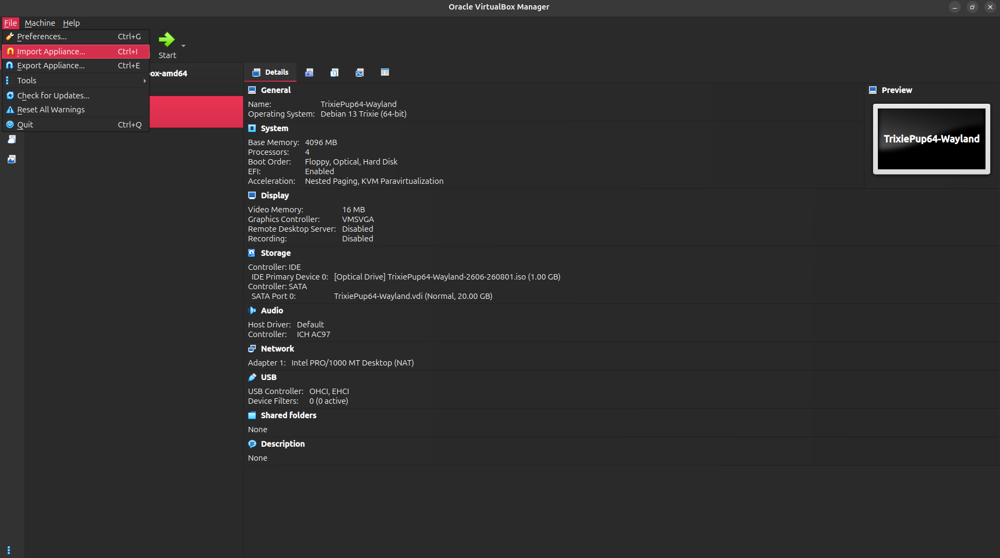 Oracle VirtualBox Manager
File Machine Help
Preferences... Ctrl+G
Import Appliance... Ctrl+I
Export Appliance... Ctrl+E
Tools
Check for Updates...
Reset All Warnings
Quit Ctrl+Q
Start
ox-amd64
Details
General
Name: TrixiePup64-Wayland
Operating System: Debian 13 Trixie (64-bit)
Preview
TrixiePup64-Wayland
System
Base Memory: 4096 MB
Processors: 4
Boot Order: Floppy, Optical, Hard Disk
EFI: Enabled
Acceleration: Nested Paging, KVM Paravirtualization
Display
Video Memory: 16 MB
Graphics Controller: VMSVGA
Remote Desktop Server: Disabled
Recording: Disabled
Storage
Controller: IDE
IDE Primary Device 0: [Optical Drive] TrixiePup64-Wayland-2606-260801.iso (1.00 GB)
Controller: SATA
SATA Port 0: TrixiePup64-Wayland.vdi (Normal, 20.00 GB)
Audio
Host Driver: Default
Controller: ICH AC97
Network
Adapter 1: Intel PRO/1000 MT Desktop (NAT)
USB
USB Controller: OHCI, EHCI
Device Filters: 0 (0 active)
Shared folders
None
Description
None